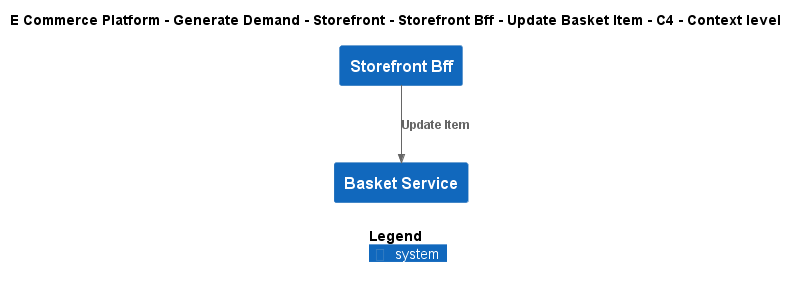 E Commerce Platform - Generate Demand - Storefront - Storefront Bff - Update Basket Item - C4 - Context level
Storefront Bff
Update Item
Basket Service
Legend
system